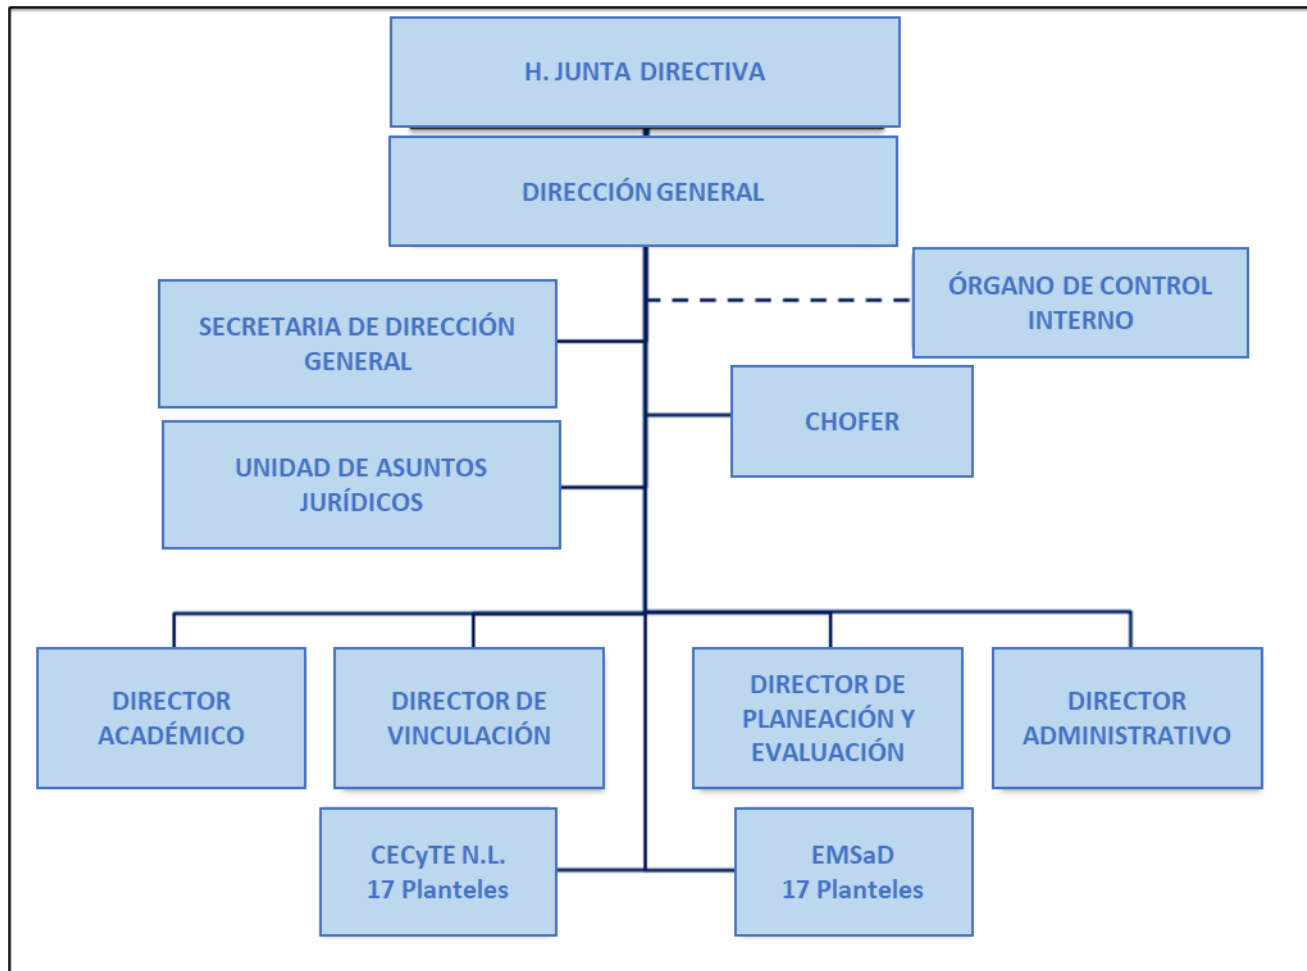 H. JUNTA DIRECTIVA
DIRECCIÓN GENERAL
ÓRGANO DE CONTROL
INTERNO
SECRETARIA DE DIRECCIÓN
GENERAL
CHOFER
UNIDAD DE ASUNTOS
JURÍDICOS
DIRECTOR
ACADÉMICO
DIRECTOR DE
VINCULACIÓN
DIRECTOR DE
PLANEACIÓN Y
EVALUACIÓN
DIRECTOR
ADMINISTRATIVO
CECyTE N.L.
17 Planteles
EMSaD
17 Planteles